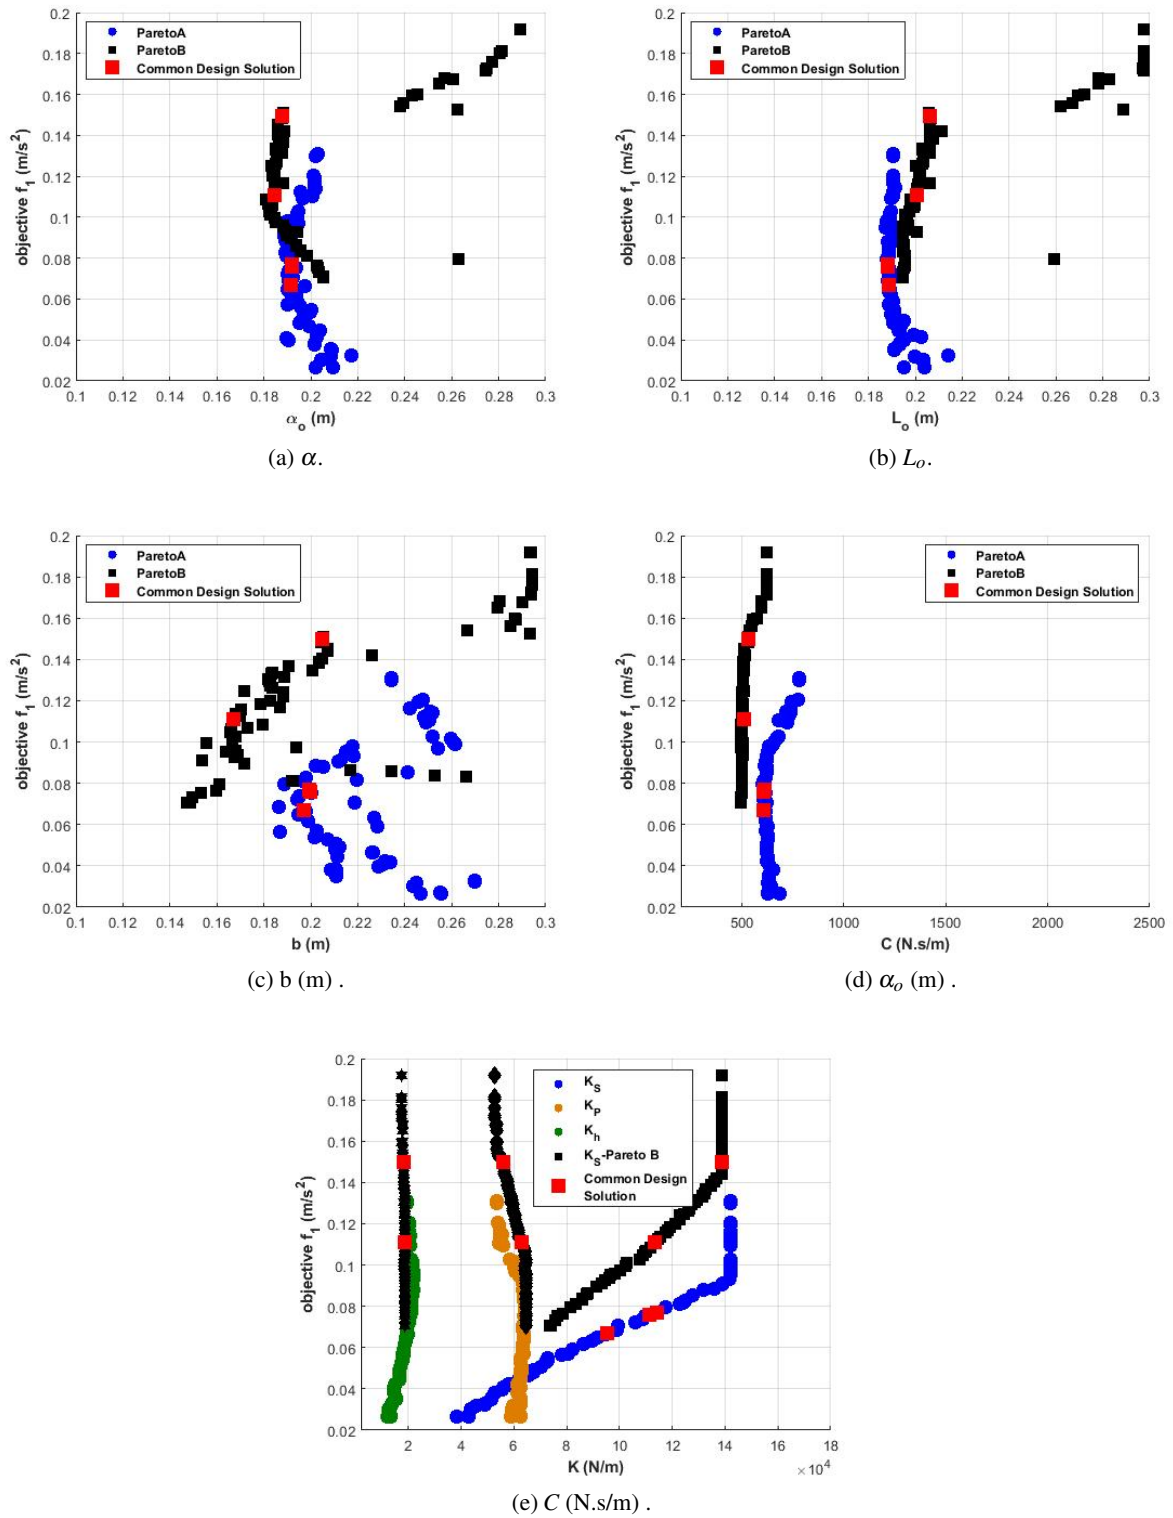 0.2
0.18
0.16
0.14
0.12
0.1
0.08
0.06
0.04
0.02
objective f1 (m/s2)
ParetoA
ParetoB
Common Design Solution
0.1 0.12 0.14 0.16 0.18 0.2 0.22 0.24 0.26 0.28 0.3
αo (m)
(a) α.
0.2
0.18
0.16
0.14
0.12
0.1
0.08
0.06
0.04
0.02
objective f1 (m/s2)
ParetoA
ParetoB
Common Design Solution
0.1 0.12 0.14 0.16 0.18 0.2 0.22 0.24 0.26 0.28 0.3
Lo (m)
(b) Lo.
0.2
0.18
0.16
0.14
0.12
0.1
0.08
0.06
0.04
0.02
objective f1 (m/s2)
ParetoA
ParetoB
Common Design Solution
0.1 0.12 0.14 0.16 0.18 0.2 0.22 0.24 0.26 0.28 0.3
b (m)
(c) b (m) .
0.2
0.18
0.16
0.14
0.12
0.1
0.08
0.06
0.04
0.02
objective f1 (m/s2)
ParetoA
ParetoB
Common Design Solution
500 1000 1500 2000 2500
C (N.s/m)
(d) αo (m) .
0.2
0.18
0.16
0.14
0.12
0.1
0.08
0.06
0.04
0.02
objective f1 (m/s2)
KS
KP
Kh
KS-Pareto B
Common Design
Solution
2 4 6 8 10 12 14 16 18
K (N/m)
×104
(e) C (N.s/m) .